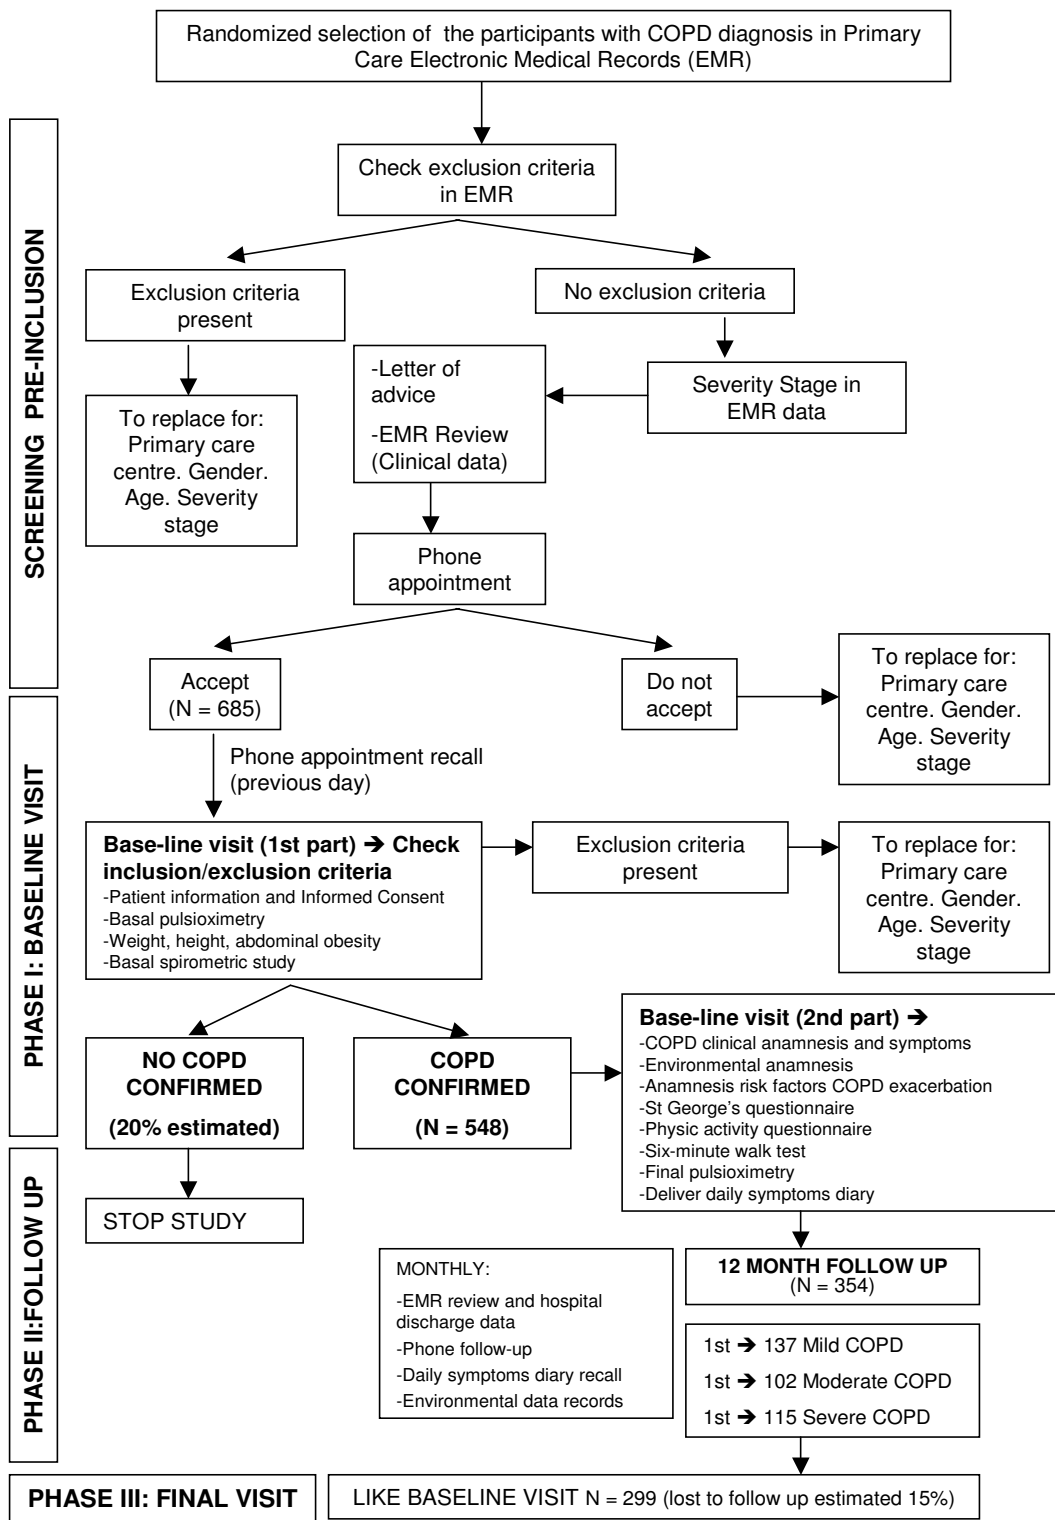 Randomized selection of  the participants with COPD diagnosis in Primary
Care Electronic Medical Records (EMR)
SCREENING  PRE-INCLUSION
Check exclusion criteria
in EMR
Exclusion criteria
present
No exclusion criteria
To replace for:
Primary care
centre. Gender.
Age. Severity
stage
-Letter of
advice
-EMR Review
(Clinical data)
Severity Stage in
EMR data
Phone
appointment
Accept
(N = 685)
Do not
accept
To replace for:
Primary care
centre. Gender.
Age. Severity
stage
PHASE I: BASELINE VISIT
Phone appointment recall
(previous day)
Base-line visit (1st part) ➔ Check
inclusion/exclusion criteria
-Patient information and Informed Consent
-Basal pulsioximetry
-Weight, height, abdominal obesity
-Basal spirometric study
Exclusion criteria
present
To replace for:
Primary care
centre. Gender.
Age. Severity
stage
NO COPD
CONFIRMED
(20% estimated)
COPD
CONFIRMED
(N = 548)
Base-line visit (2nd part) ➔
-COPD clinical anamnesis and symptoms
-Environmental anamnesis
-Anamnesis risk factors COPD exacerbation
-St George's questionnaire
-Physic activity questionnaire
-Six-minute walk test
-Final pulsioximetry
-Deliver daily symptoms diary
PHASE II:FOLLOW UP
STOP STUDY
MONTHLY:
-EMR review and hospital
discharge data
-Phone follow-up
-Daily symptoms diary recall
-Environmental data records
12 MONTH FOLLOW UP
(N = 354)
1st ➔ 137 Mild COPD
1st ➔ 102 Moderate COPD
1st ➔ 115 Severe COPD
PHASE III: FINAL VISIT
LIKE BASELINE VISIT N = 299 (lost to follow up estimated 15%)